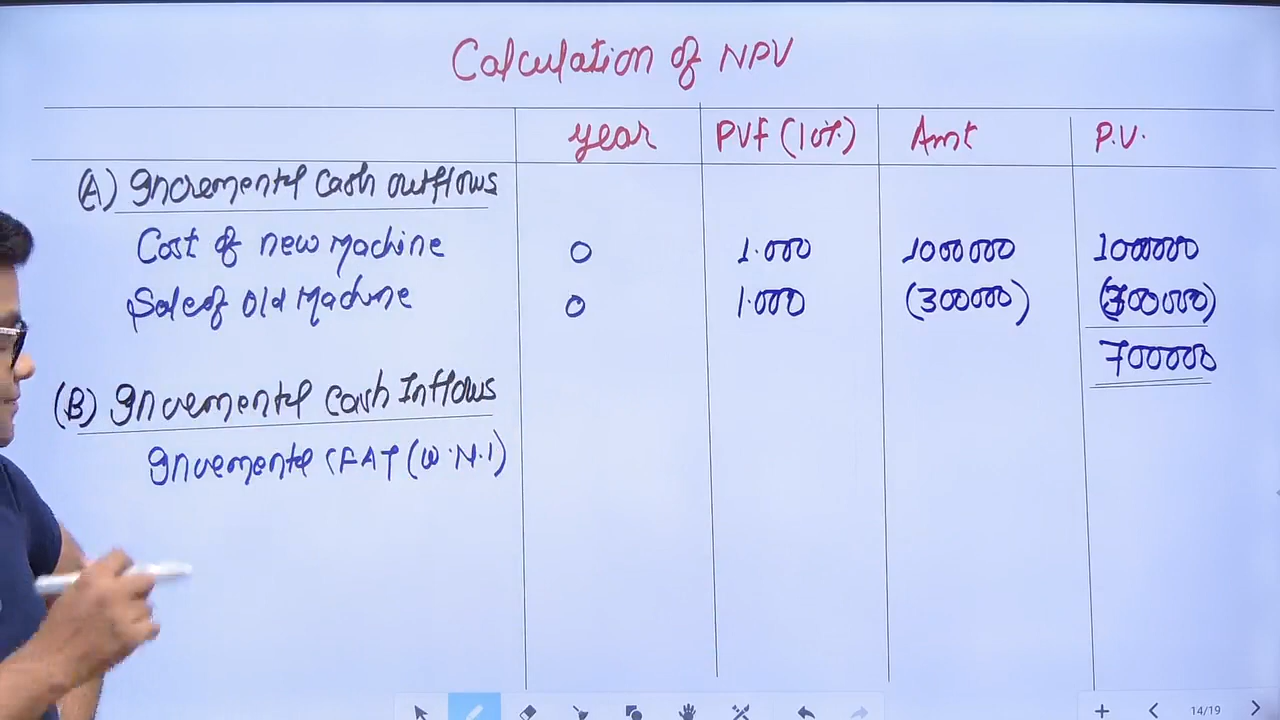 Calculation of NPV
year PVf (10%) Amt P.V.
(A) Incremental Cash outflows
Cost of new Machine 0 1.000 1000000 1000000
Sale of Old Machine 0 1.000 (300000) (300000)
700000
(B) Incremental Cash Inflows
Incremental CFAT (W.N.1)
14/19